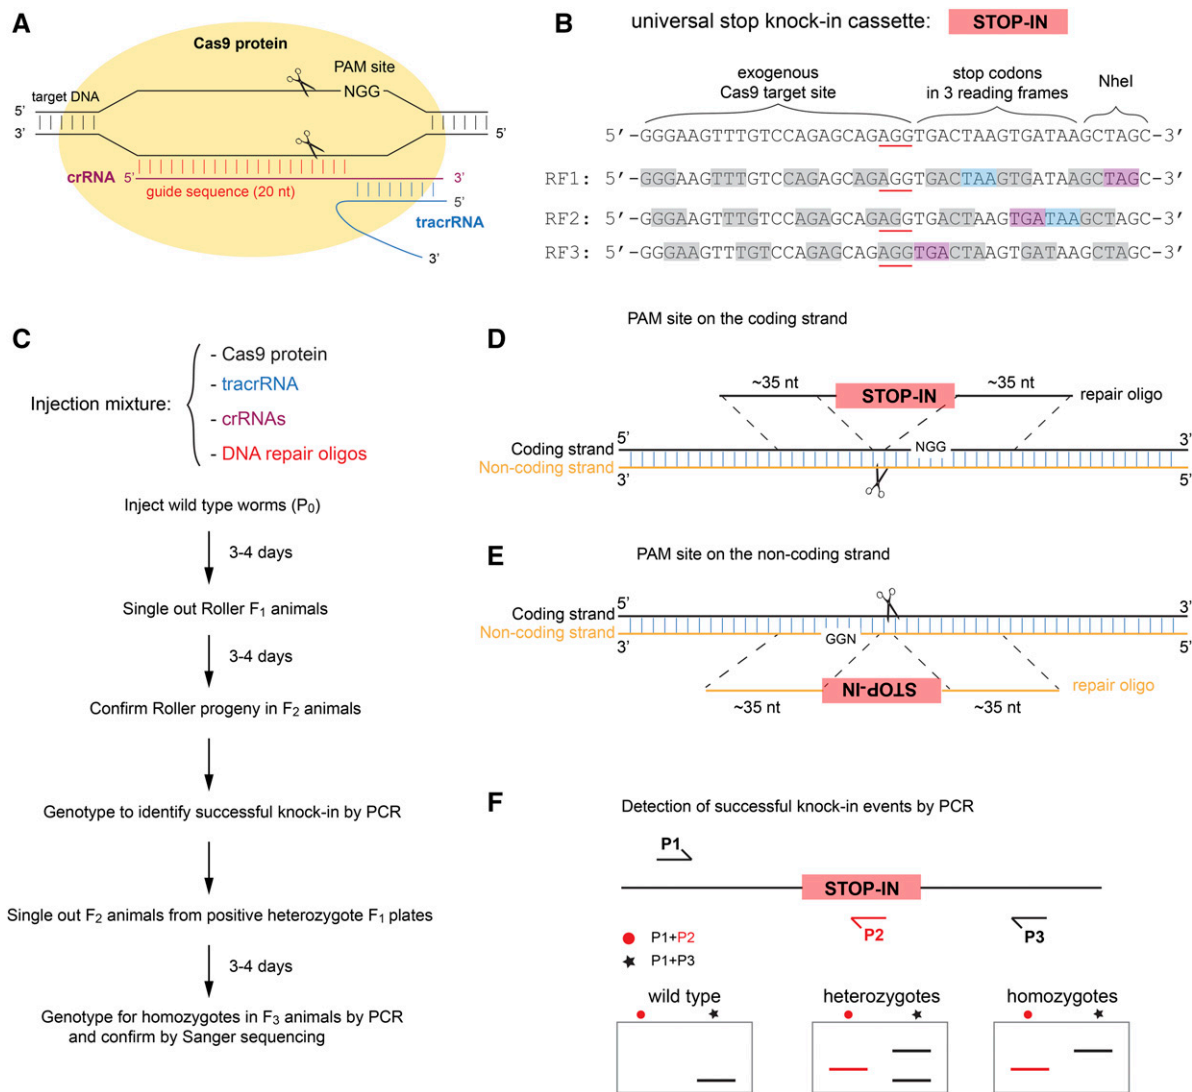 A
Cas9 protein
PAM site
NGG
target DNA
5’
3’
5’
crRNA
5’
3’
guide sequence (20 nt)
5’
tracrRNA
3’
B
universal stop knock-in cassette:
STOP-IN
exogenous
Cas9 target site
stop codons
in 3 reading frames
NheI
5’-GGGAAGTTTGTCCAGAGCAGAGGTGACTAAGTGATAAGCTAGC-3’
RF1: 5’-GGGAAGTTTGTCCAGAGCAGAGGTGACTAAGTGATAAGCTAGC-3’
RF2: 5’-GGGAAGTTTGTCCAGAGCAGAGGTGACTAAGTGATAAGCTAGC-3’
RF3: 5’-GGGAAGTTTGTCCAGAGCAGAGGTGACTAAGTGATAAGCTAGC-3’
C
Injection mixture:
- Cas9 protein
- tracrRNA
- crRNAs
- DNA repair oligos
Inject wild type worms (P0)
3-4 days
Single out Roller F1 animals
3-4 days
Confirm Roller progeny in F2 animals
Genotype to identify successful knock-in by PCR
Single out F2 animals from positive heterozygote F1 plates
3-4 days
Genotype for homozygotes in F3 animals by PCR
and confirm by Sanger sequencing
PAM site on the coding strand
D
~35 nt
STOP-IN
~35 nt
repair oligo
5’
3’
Coding strand
NGG
Non-coding strand
3’
5’
E
PAM site on the non-coding strand
5’
3’
Coding strand
Non-coding strand
GGN
3’
5’
STOP-IN
repair oligo
~35 nt
~35 nt
F
Detection of successful knock-in events by PCR
P1
STOP-IN
P2
P3
P1+P2
P1+P3
wild type
heterozygotes
homozygotes